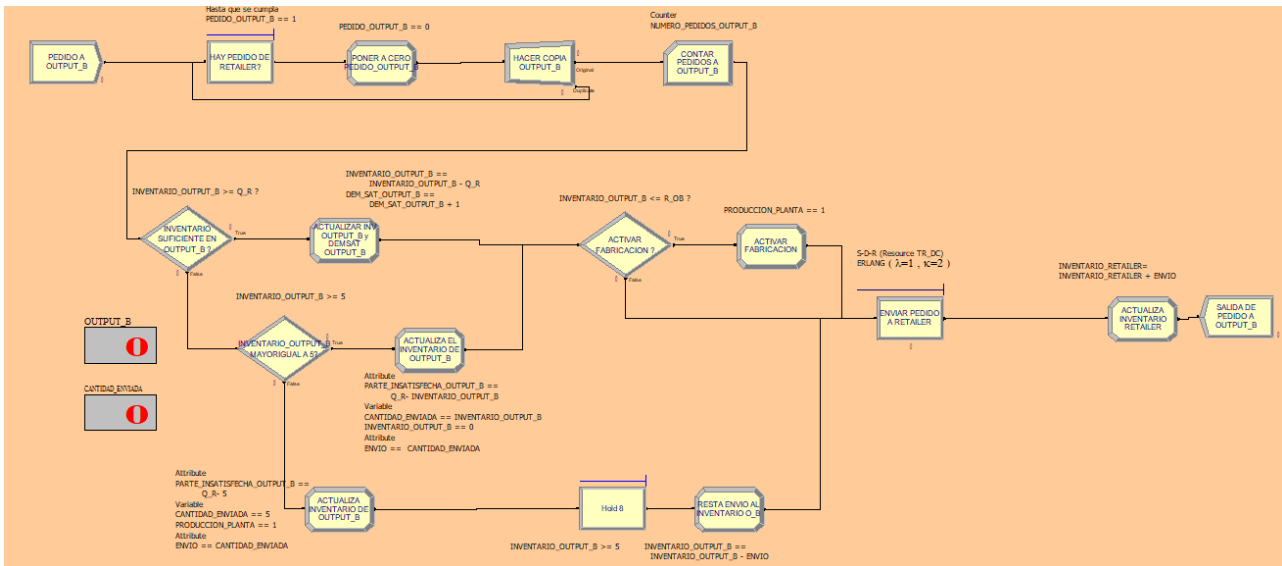 Hasta que se cumpla
PEDIDO_OUTPUT_B == 1
PEDIDO_OUTPUT_B == 0
Counter
NUMERO_PEDIDOS_OUTPUT_B
PEDIDO A
OUTPUT_B
HAY PEDIDO DE
RETAILER?
PONER A CERO
PEDIDO_OUTPUT_B
HACER COPIA
OUTPUT_B
Original
Duplicate
CONTAR
PEDIDOS A
OUTPUT_B
INVENTARIO_OUTPUT_B >= Q_R ?
INVENTARIO
SUFICIENTE EN
OUTPUT_B ?
True
False
INVENTARIO_OUTPUT_B ==
INVENTARIO_OUTPUT_B - Q_R
DEM_SAT_OUTPUT_B ==
DEM_SAT_OUTPUT_B + 1
ACTUALIZAR INV
OUTPUT_B y
DEMSAT
OUTPUT_B
INVENTARIO_OUTPUT_B <= R_OB ?
ACTIVAR
FABRICACION ?
True
False
PRODUCCION_PLANTA == 1
ACTIVAR
FABRICACION
S-D-R (Resource TR_DC)
ERLANG ( λ=1 , κ=2 )
ENVIAR PEDIDO
A RETAILER
INVENTARIO_RETAILER=
INVENTARIO_RETAILER + ENVIO
ACTUALIZA
INVENTARIO
RETAILER
SALIDA DE
PEDIDO A
OUTPUT_B
INVENTARIO_OUTPUT_B >= 5
INVENTARIO_OUTPUT_B
MAYORIGUAL A 5?
True
False
ACTUALIZA EL
INVENTARIO DE
OUTPUT_B
OUTPUT_B
0
CANTIDAD_ENVIADA
0
Attribute
PARTE_INSATISFECHA_OUTPUT_B ==
Q_R- INVENTARIO_OUTPUT_B
Variable
CANTIDAD_ENVIADA == INVENTARIO_OUTPUT_B
INVENTARIO_OUTPUT_B == 0
Attribute
ENVIO == CANTIDAD_ENVIADA
Attribute
PARTE_INSATISFECHA_OUTPUT_B ==
Q_R- 5
Variable
CANTIDAD_ENVIADA == 5
PRODUCCION_PLANTA == 1
Attribute
ENVIO == CANTIDAD_ENVIADA
ACTUALIZA
INVENTARIO DE
OUTPUT_B
Hold 8
RESTA ENVIO AL
INVENTARIO O_B
INVENTARIO_OUTPUT_B >= 5
INVENTARIO_OUTPUT_B ==
INVENTARIO_OUTPUT_B - ENVIO